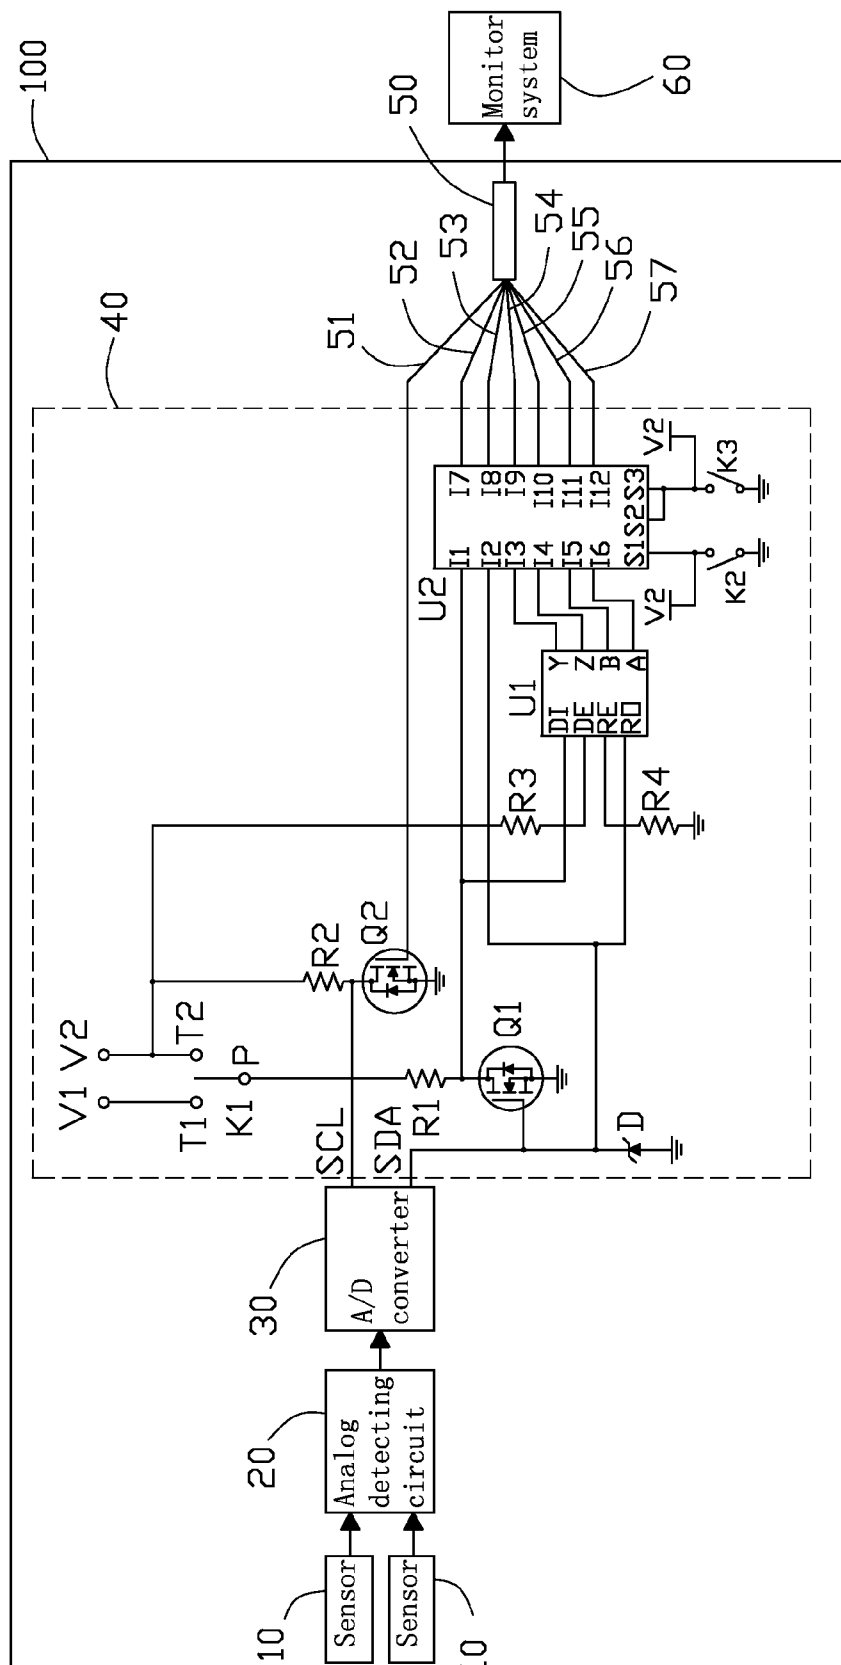 100
40
50
Monitor
system
60
51
52
53
54
55
56
57
V1
V2
T1
T2
K1
P
SCL
SDA
R1
R2
Q2
Q1
D
R3
R4
U1
DI
DE
RE
RO
Y
Z
B
A
U2
I1
I2
I3
I4
I5
I6
I7
I8
I9
I10
I11
I12
S1
S2
S3
V2
K2
V2
K3
30
A/D
converter
20
Analog
detecting
circuit
10
Sensor
Sensor